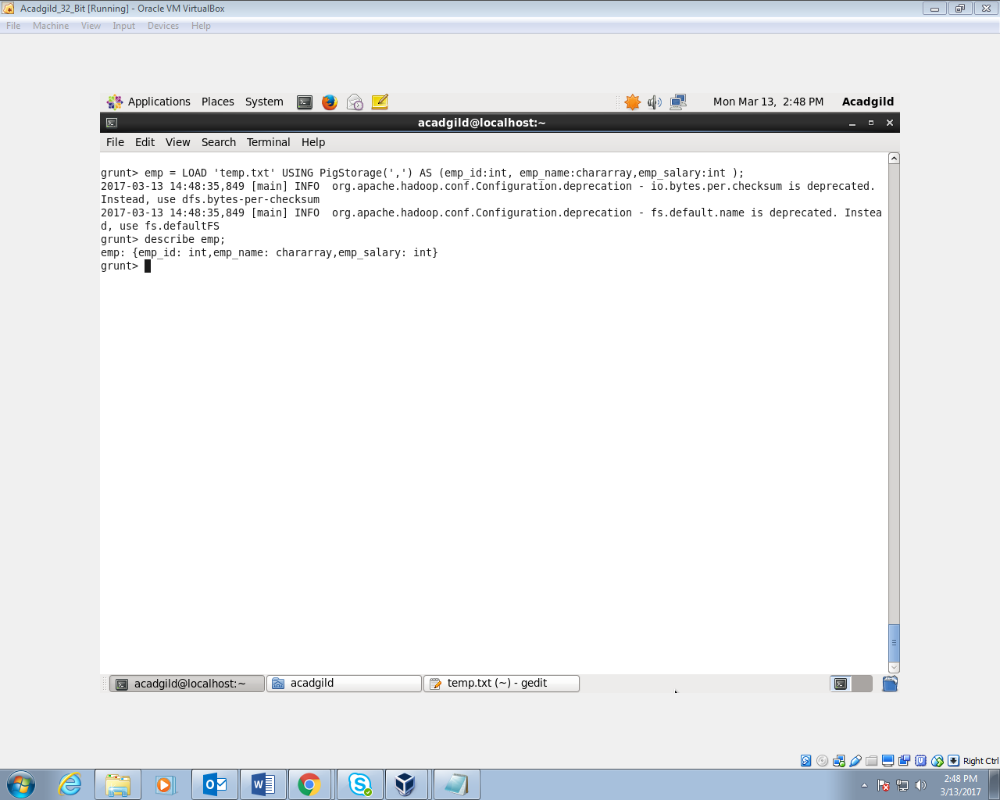 Acadgild_32_Bit [Running] - Oracle VM VirtualBox
File Machine View Input Devices Help
Applications Places System Mon Mar 13, 2:48 PM Acadgild
acadgild@localhost:~
File Edit View Search Terminal Help
grunt> emp = LOAD 'temp.txt' USING PigStorage(',') AS (emp_id:int, emp_name:chararray,emp_salary:int );
2017-03-13 14:48:35,849 [main] INFO  org.apache.hadoop.conf.Configuration.deprecation - io.bytes.per.checksum is deprecated.
Instead, use dfs.bytes-per-checksum
2017-03-13 14:48:35,849 [main] INFO  org.apache.hadoop.conf.Configuration.deprecation - fs.default.name is deprecated. Instea
d, use fs.defaultFS
grunt> describe emp;
emp: {emp_id: int,emp_name: chararray,emp_salary: int}
grunt>
acadgild@localhost:~ acadgild temp.txt (~) - gedit
Right Ctrl
2:48 PM
3/13/2017